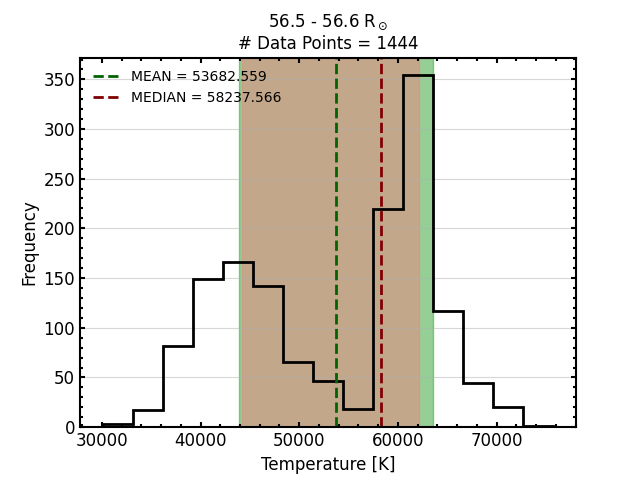 56.5 - 56.6 R⊙
# Data Points = 1444
MEAN = 53682.559
MEDIAN = 58237.566
350
300
250
200
150
100
50
0
Frequency
30000 40000 50000 60000 70000
Temperature [K]